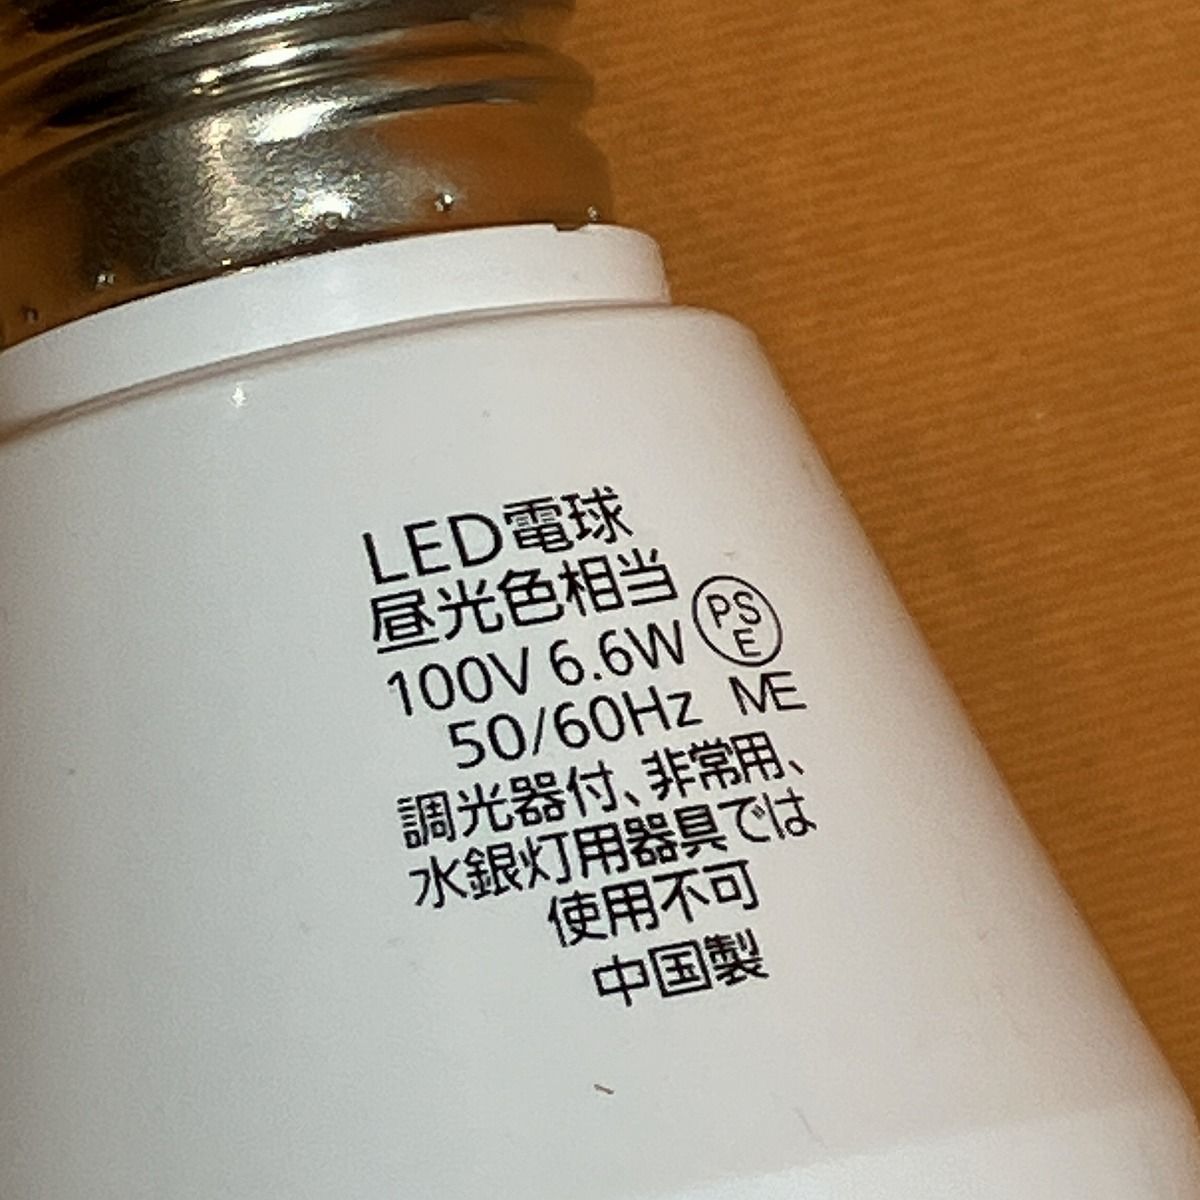 LED電球
昼光色相当
PS
E
100V 6.6W
50/60Hz ME
調光器付、非常用、
水銀灯用器具では
使用不可
中国製